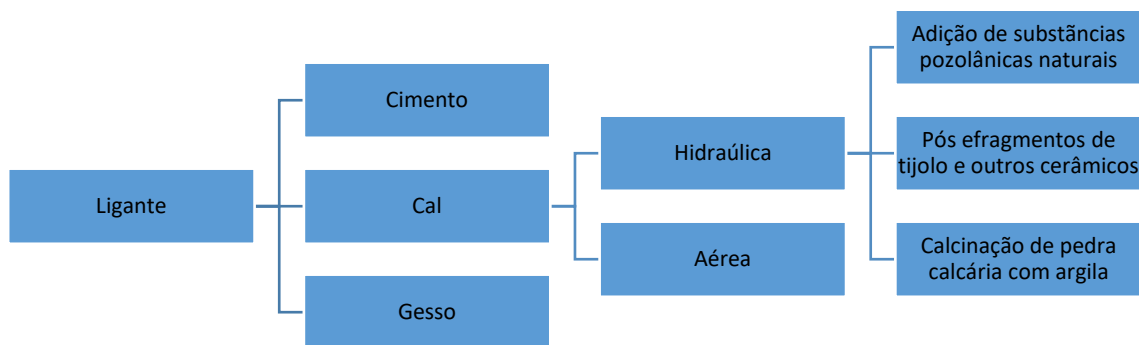 Ligante
Cimento
Cal
Gesso
Hidraúlica
Aérea
Adição de substãncias
pozolânicas naturais
Pós efragmentos de
tijolo e outros cerâmicos
Calcinação de pedra
calcária com argila